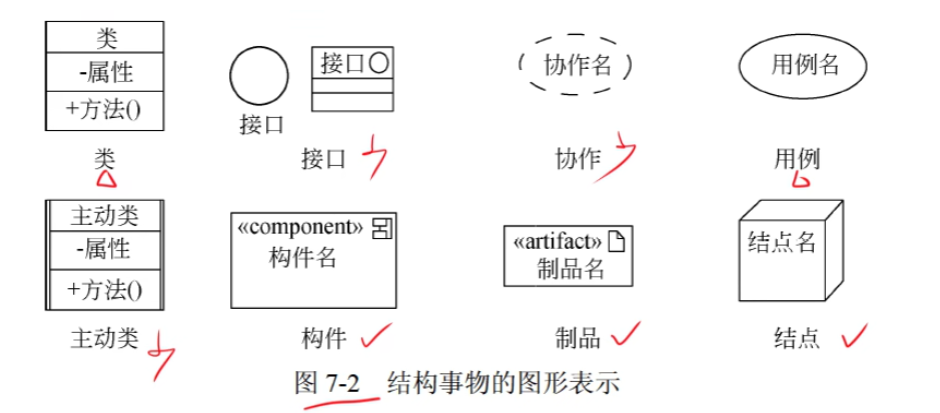 类
-属性
+方法()
类
接口
接口
接口
协作名
协作
用例名
用例
主动类
-属性
+方法()
主动类
«component»
构件名
构件
«artifact»
制品名
制品
结点名
结点
图 7-2 结构事物的图形表示